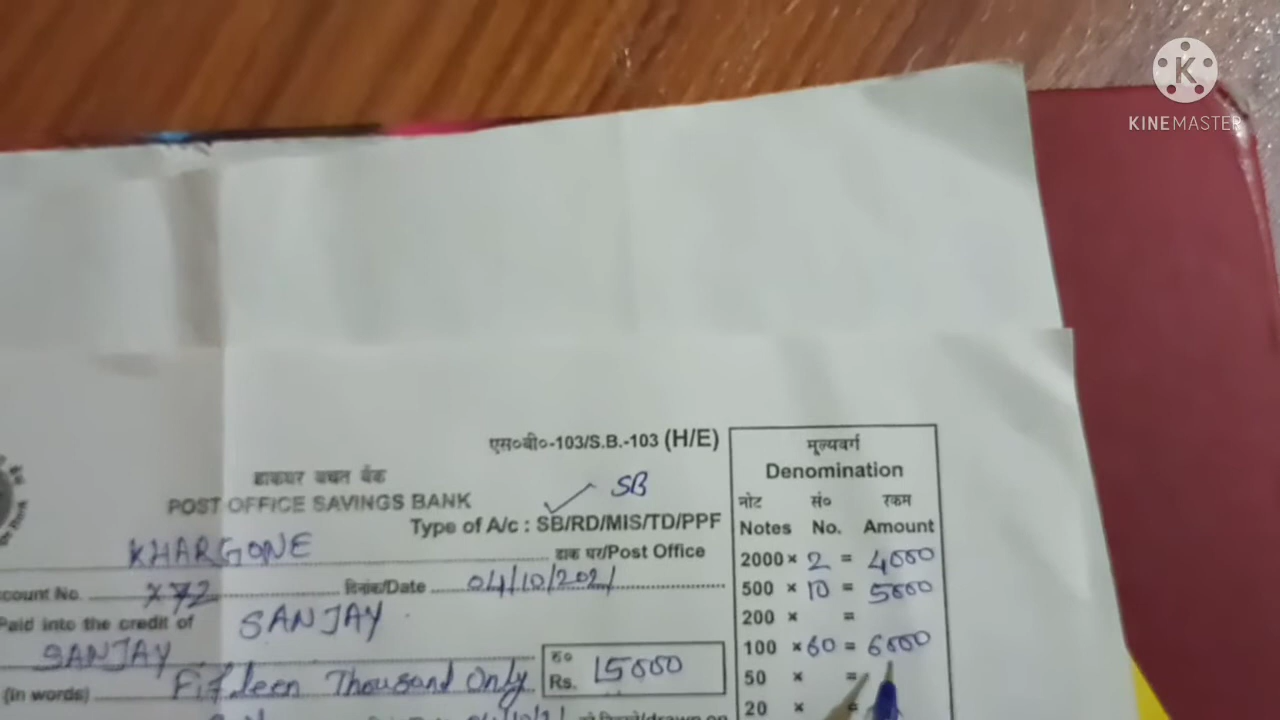 KINEMASTER
एस०बी०-103/S.B.-103 (H/E)
डाकघर बचत बैंक
SB
POST OFFICE SAVINGS BANK
Type of A/c : SB/RD/MIS/TD/PPF
KHARGONE डाक घर/Post Office
count No. X72 दिनांक/Date 04/10/2021
Paid into the credit of SANJAY
SANJAY
रु०
Rs. 15000
(in words) Fifteen Thousand Only
मूल्यवर्ग
Denomination
नोट सं० रकम
Notes No. Amount
2000 × 2 = 4000
500 × 10 = 5000
200 × =
100 × 60 = 6000
50 × =
20 × =